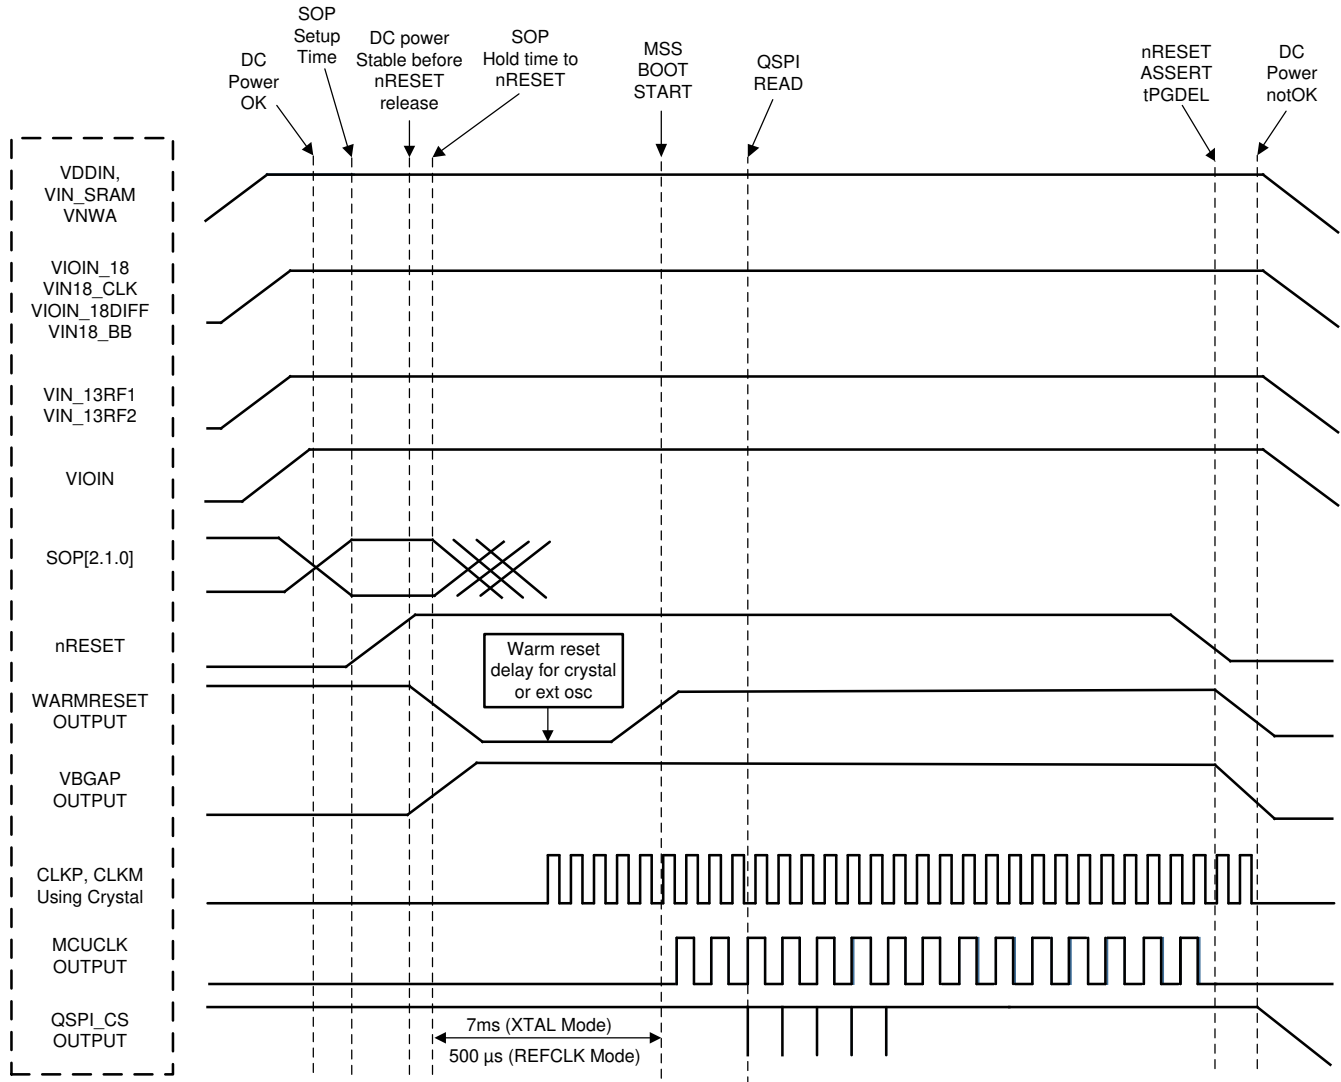 SOP
Setup
Time
DC
Power
OK
DC power
Stable before
nRESET
release
SOP
Hold time to
nRESET
MSS
BOOT
START
QSPI
READ
nRESET
ASSERT
tPGDEL
DC
Power
notOK
VDDIN,
VIN_SRAM
VNWA
VIOIN_18
VIN18_CLK
VIOIN_18DIFF
VIN18_BB
VIN_13RF1
VIN_13RF2
VIOIN
SOP[2.1.0]
nRESET
Warm reset
delay for crystal
or ext osc
WARMRESET
OUTPUT
VBGAP
OUTPUT
CLKP, CLKM
Using Crystal
MCUCLK
OUTPUT
QSPI_CS
OUTPUT
7ms (XTAL Mode)
500 µs (REFCLK Mode)